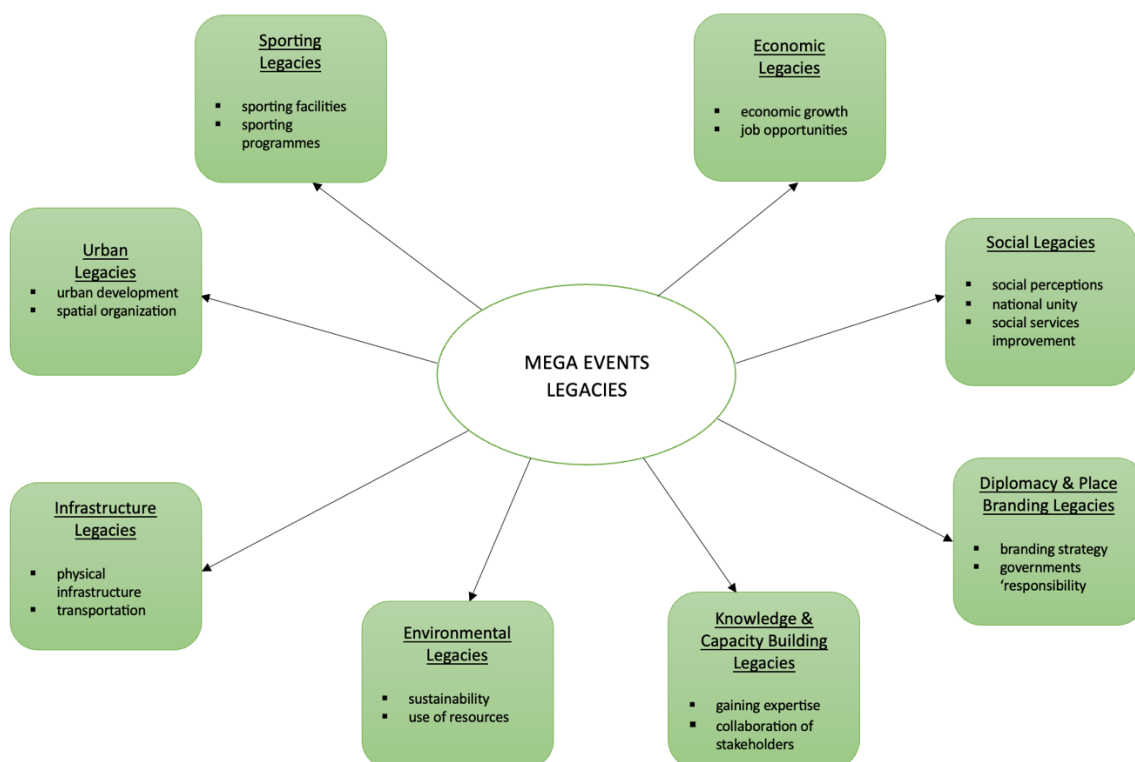 Sporting
Legacies
▪ sporting facilities
▪ sporting
programmes
Economic
Legacies
▪ economic growth
▪ job opportunities
Urban
Legacies
▪ urban development
▪ spatial organization
Social Legacies
▪ social perceptions
▪ national unity
▪ social services
improvement
MEGA EVENTS
LEGACIES
Infrastructure
Legacies
▪ physical
infrastructure
▪ transportation
Diplomacy & Place
Branding Legacies
▪ branding strategy
▪ governments
‘responsibility
Environmental
Legacies
▪ sustainability
▪ use of resources
Knowledge &
Capacity Building
Legacies
▪ gaining expertise
▪ collaboration of
stakeholders